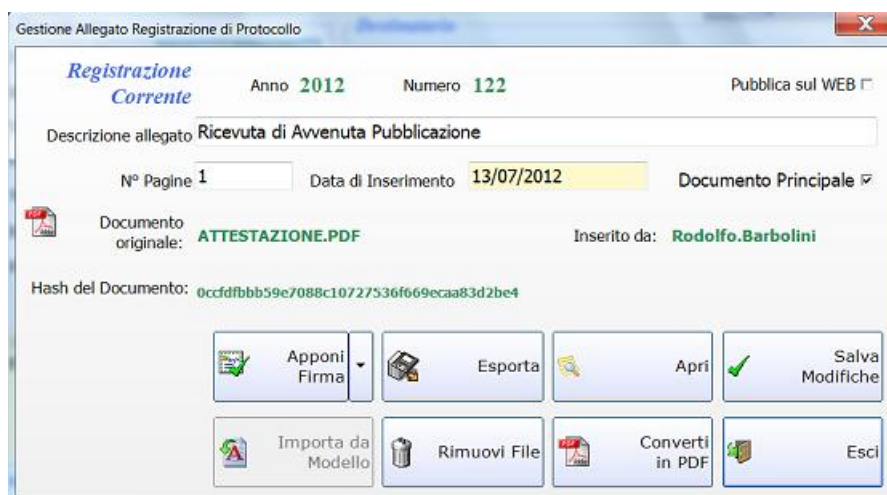 Gestione Allegato Registrazione di Protocollo
Destinatario
Registrazione
Corrente
Anno 2012 Numero 122 Pubblica sul WEB
Descrizione allegato Ricevuta di Avvenuta Pubblicazione
N° Pagine 1 Data di Inserimento 13/07/2012 Documento Principale
Documento
originale: ATTESTAZIONE.PDF Inserito da: Rodolfo.Barbolini
Hash del Documento: 0ccfdfbbb59e7088c10727536f669ecaa83d2be4
Apponi
Firma
Esporta
Apri
Salva
Modifiche
Importa da
Modello
Rimuovi File
Converti
in PDF
Esci